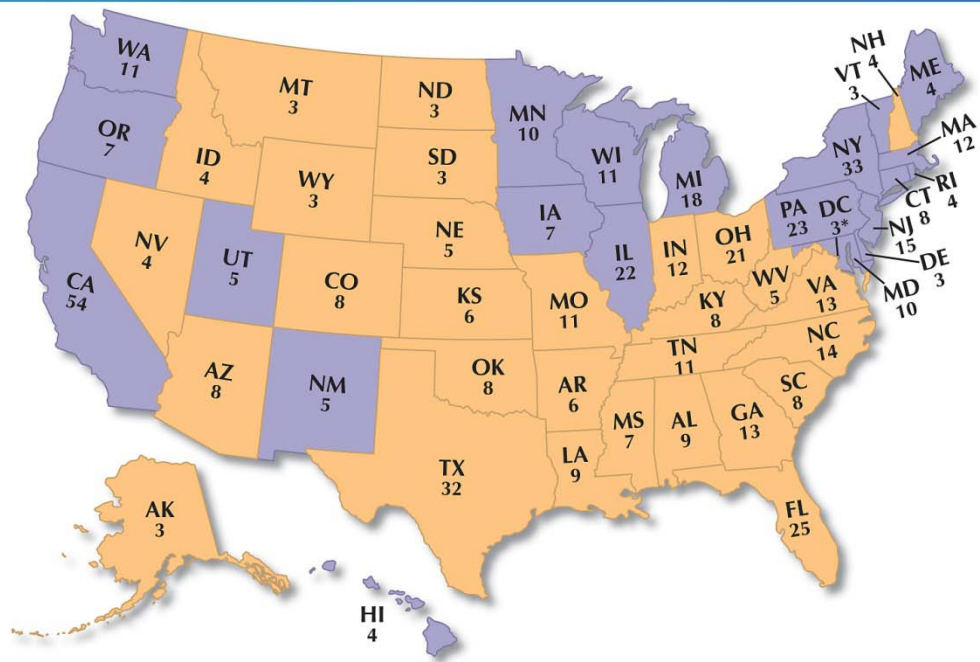 WA
11
OR
7
CA
54
NV
4
ID
4
MT
3
WY
3
UT
5
AZ
8
CO
8
NM
5
ND
3
SD
3
NE
5
KS
6
OK
8
TX
32
MN
10
IA
7
MO
11
AR
6
LA
9
WI
11
IL
22
MI
18
IN
12
OH
21
KY
8
TN
11
MS
7
AL
9
GA
13
FL
25
SC
8
NC
14
VA
13
WV
5
PA
23
DC
3*
NY
33
VT
3
NH
4
ME
4
MA
12
RI
4
CT
8
NJ
15
DE
3
MD
10
AK
3
HI
4